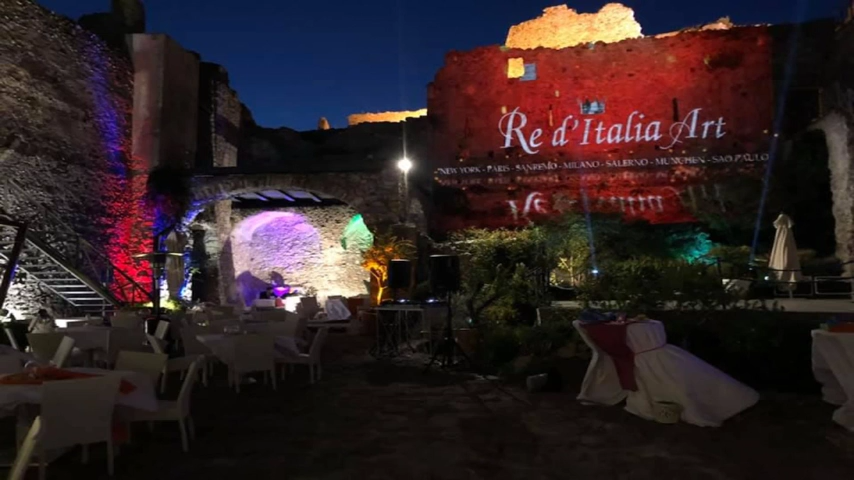 Re d'Italia Art
NEW YORK - PARIS - SANREMO - MILANO - SALERNO - MUNCHEN - SAO PAULO